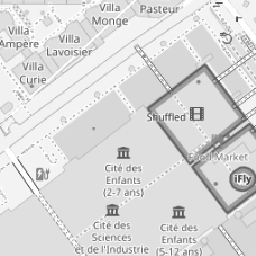 Villa
Monge
Pasteur
Villa
Ampère
Villa
Lavoisier
Villa
Curie
Shuffled
Food Market
iFly
Cité des
Enfants
(2-7 ans)
Cité des
Sciences
et de l'Industrie
Cité des
Enfants
(5-12 ans)